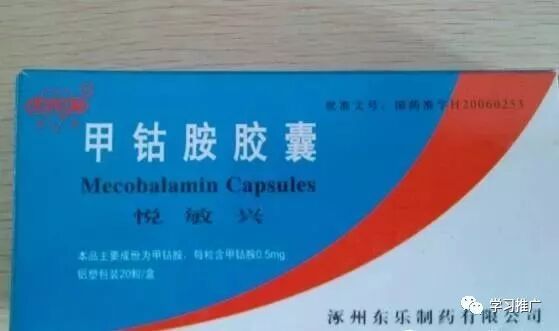 批准文号：国药准字H20060253
甲钴胺胶囊
Mecobalamin Capsules
悦敏兴
本品主要成份为甲钴胺，每粒含甲钴胺0.5mg
铝塑包装20粒/盒
涿州东乐制药有限公司
学习推广